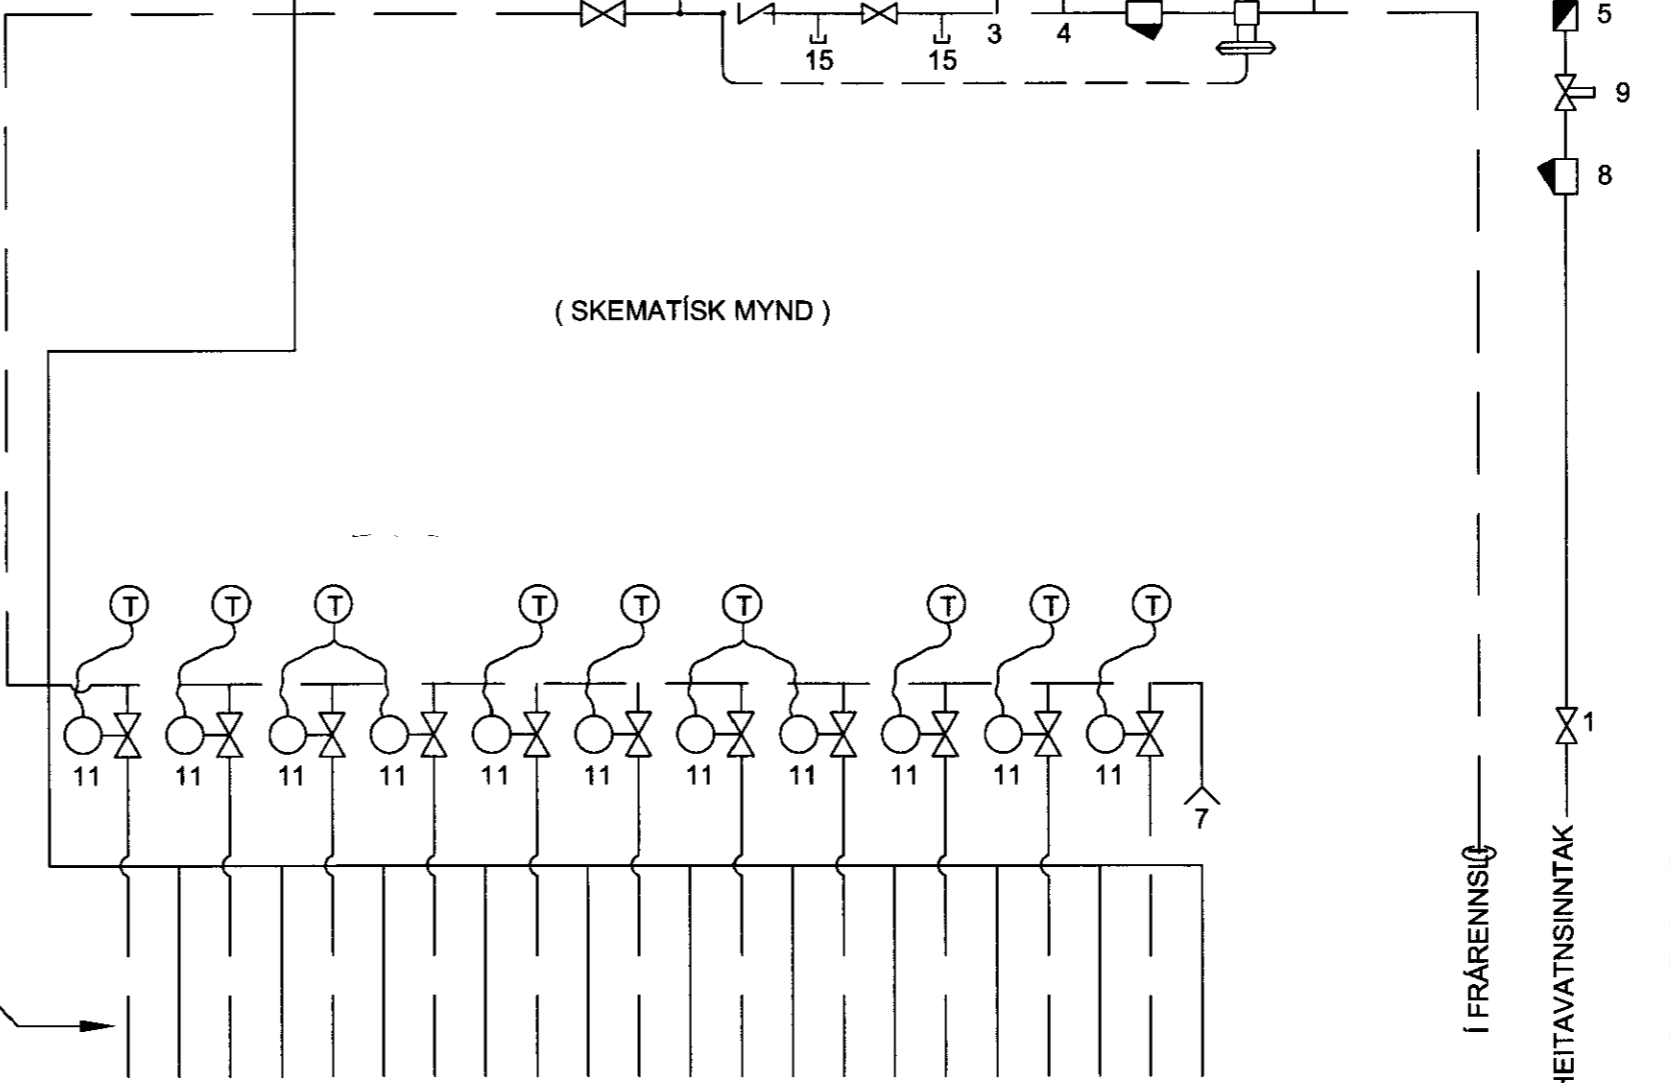 5
3
4
15
15
9
8
( SKEMATÍSK MYND )
T T T T T T T T T
11 11 11 11 11 11 11 11 11 11 11
1
7
Í FRÁRENNSLI
HEITAVATNSINNTAK